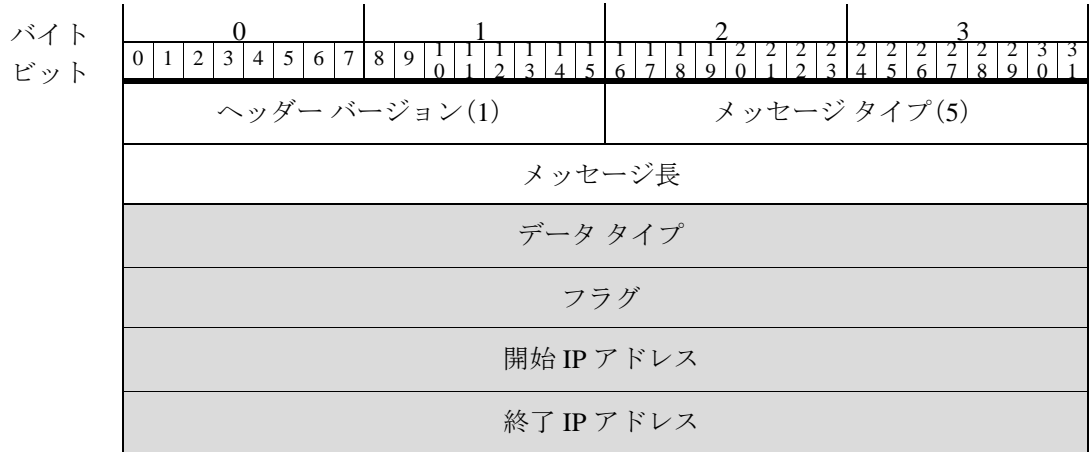 バイト 0 1 2 3
ビット 0 1 2 3 4 5 6 7 8 9 10 11 12 13 14 15 16 17 18 19 20 21 22 23 24 25 26 27 28 29 30 31
ヘッダー バージョン(1) メッセージ タイプ(5)
メッセージ長
データ タイプ
フラグ
開始 IP アドレス
終了 IP アドレス